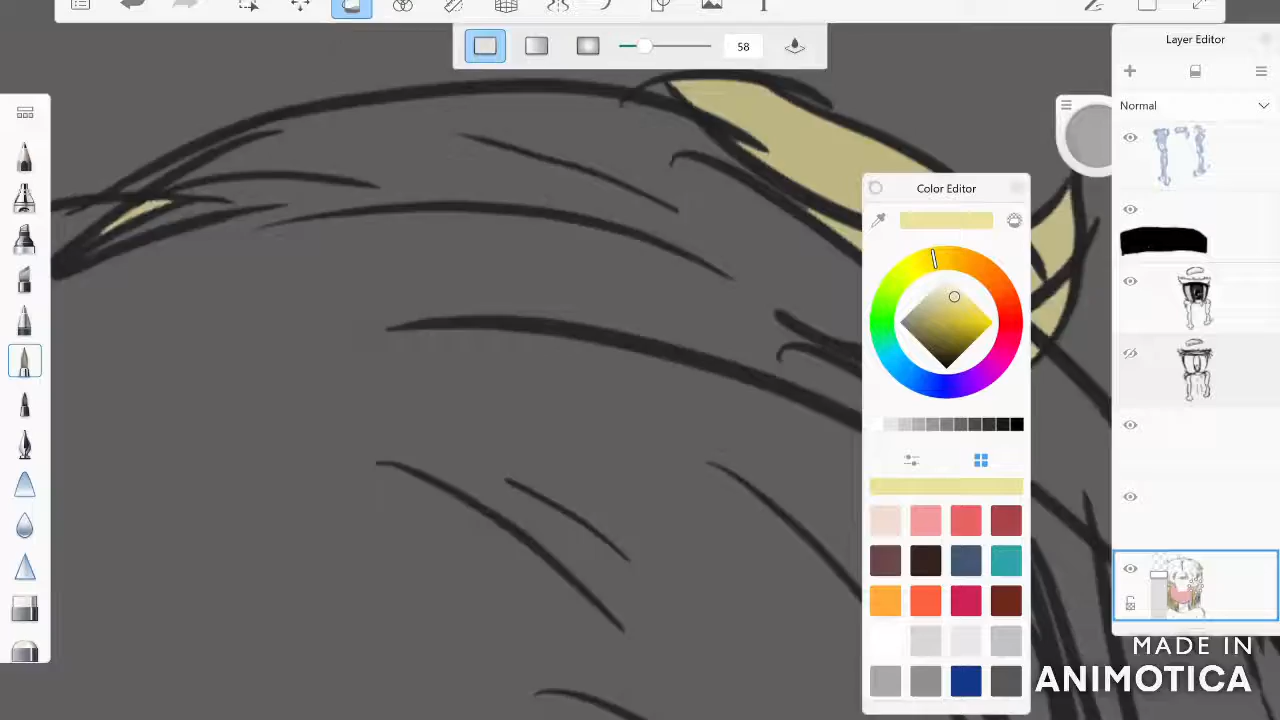 58
Layer Editor
Normal
Color Editor
MADE IN
ANIMOTICA